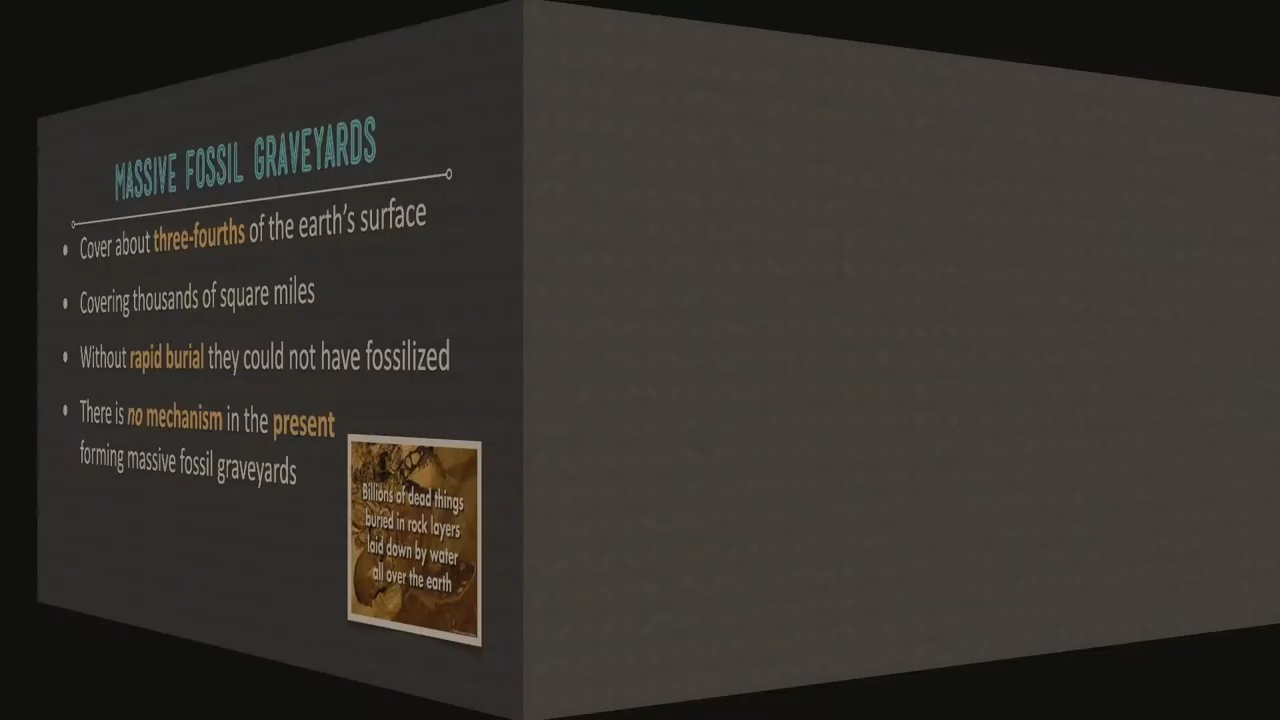 MASSIVE FOSSIL GRAVEYARDS
• Cover about three-fourths of the earth's surface
• Covering thousands of square miles
• Without rapid burial they could not have fossilized
• There is no mechanism in the present
forming massive fossil graveyards
Billions of dead things
buried in rock layers
laid down by water
all over the earth